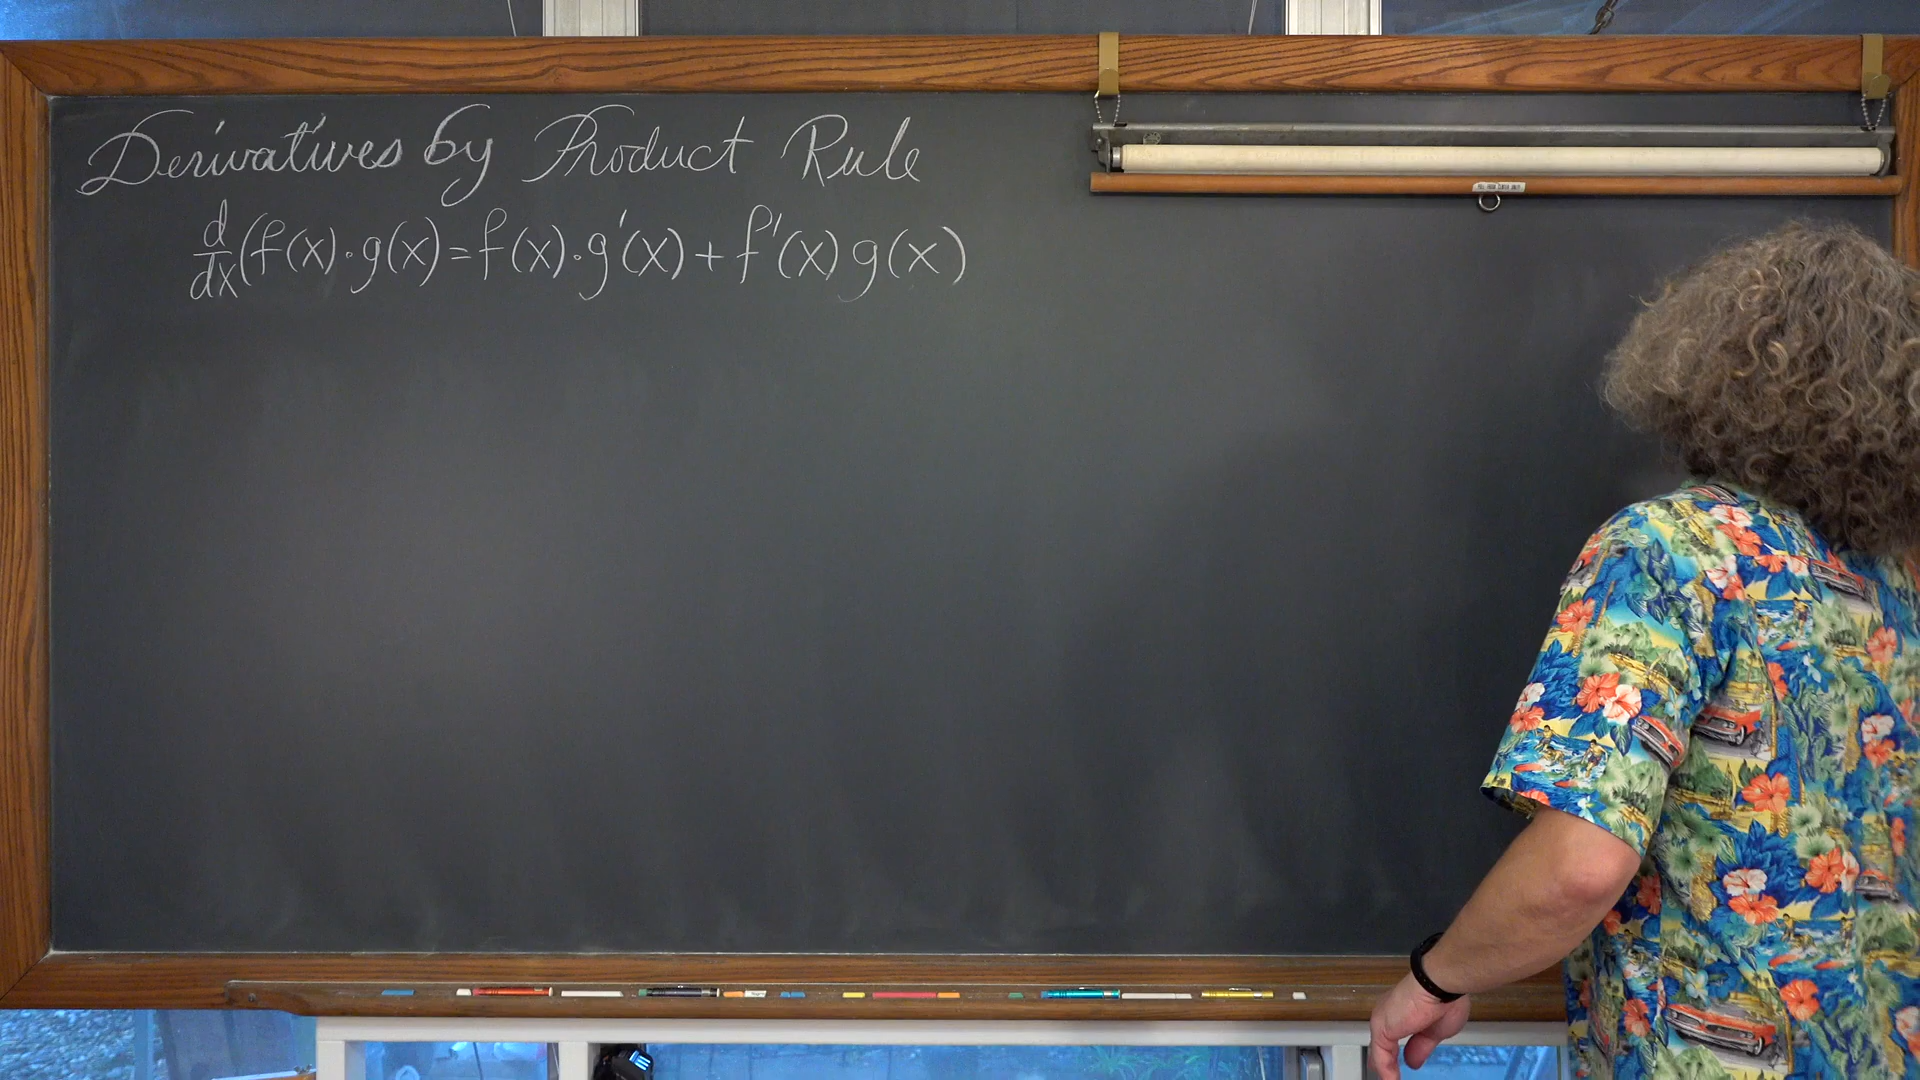 Derivatives by Product Rule
d/dx(f(x)·g(x)=f(x)·g'(x)+f'(x)g(x)